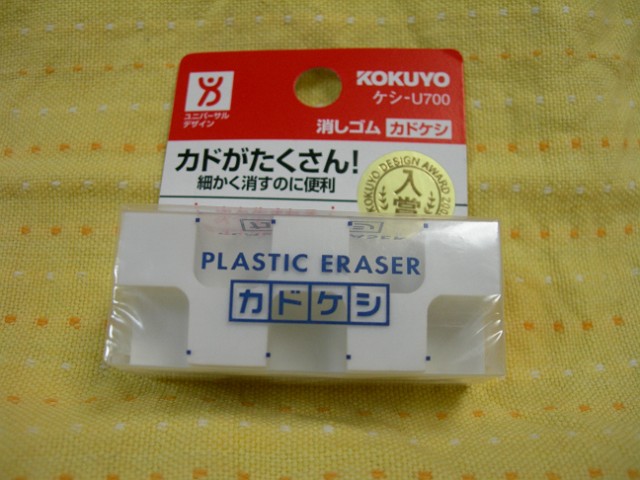 KOKUYO
ケシ-U700
ユニバーサル
デザイン
消しゴム カドケシ
カドがたくさん!
細かく消すのに便利
KOKUYO DESIGN AWARD
入賞
PLASTIC ERASER
カドケシ